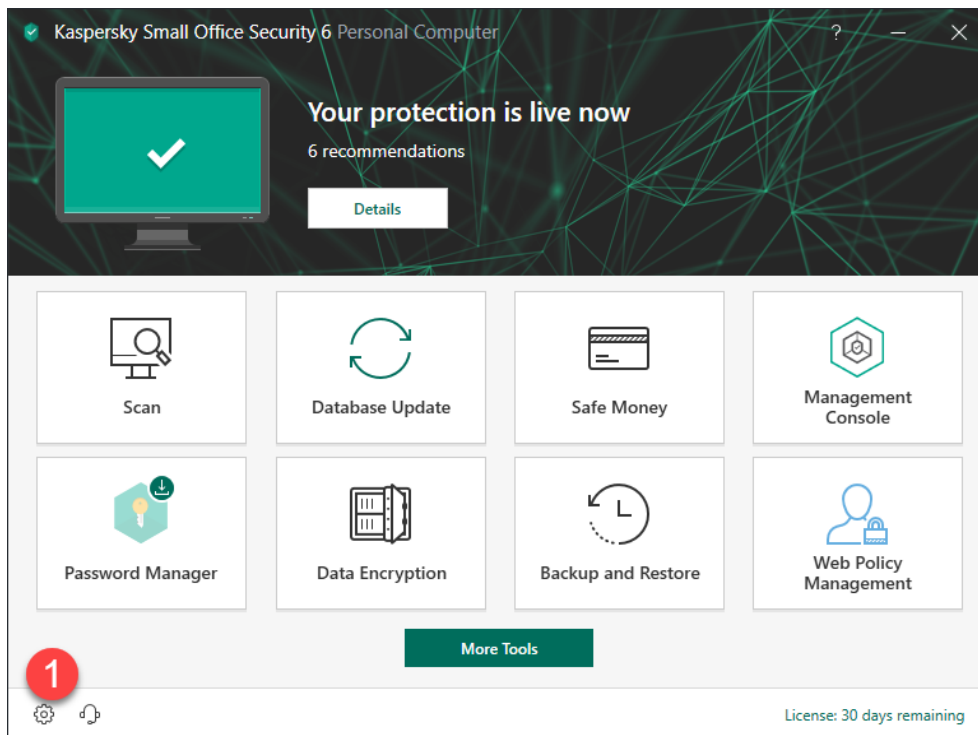 Kaspersky Small Office Security 6 Personal Computer ?
Your protection is live now
6 recommendations
Details
Scan
Database Update
Safe Money
Management
Console
Password Manager
Data Encryption
Backup and Restore
Web Policy
Management
More Tools
1
License: 30 days remaining